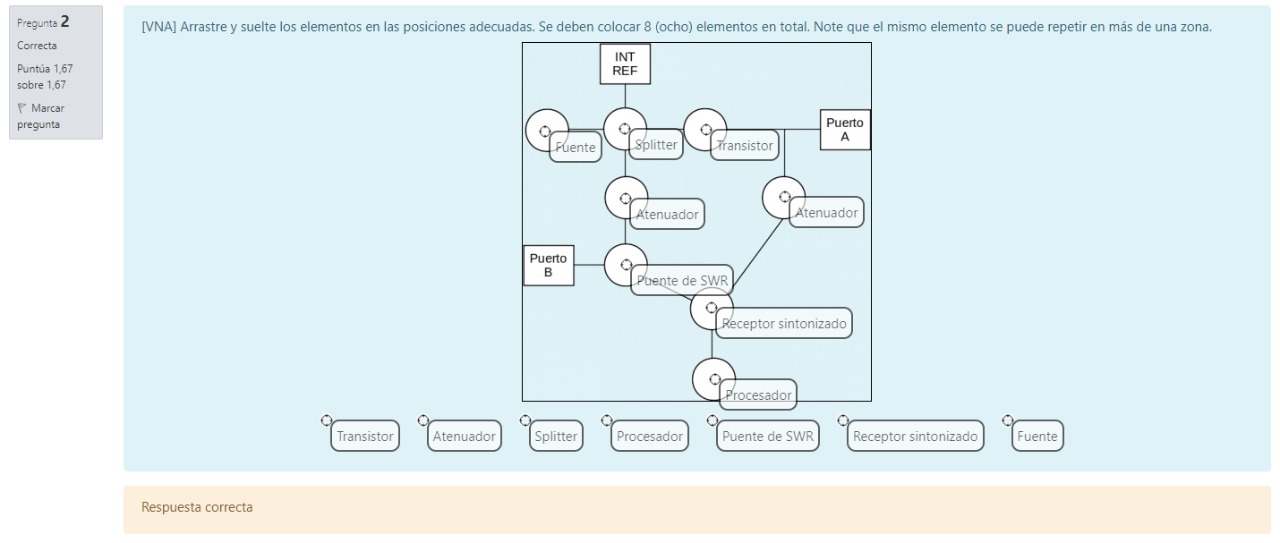 Pregunta 2
Correcta
Puntúa 1,67
sobre 1,67
Marcar
pregunta
[VNA] Arrastre y suelte los elementos en las posiciones adecuadas. Se deben colocar 8 (ocho) elementos en total. Note que el mismo elemento se puede repetir en más de una zona.
INT
REF
Fuente
Splitter
Transistor
Puerto
A
Atenuador
Atenuador
Puerto
B
Puente de SWR
Receptor sintonizado
Procesador
Transistor
Atenuador
Splitter
Procesador
Puente de SWR
Receptor sintonizado
Fuente
Respuesta correcta